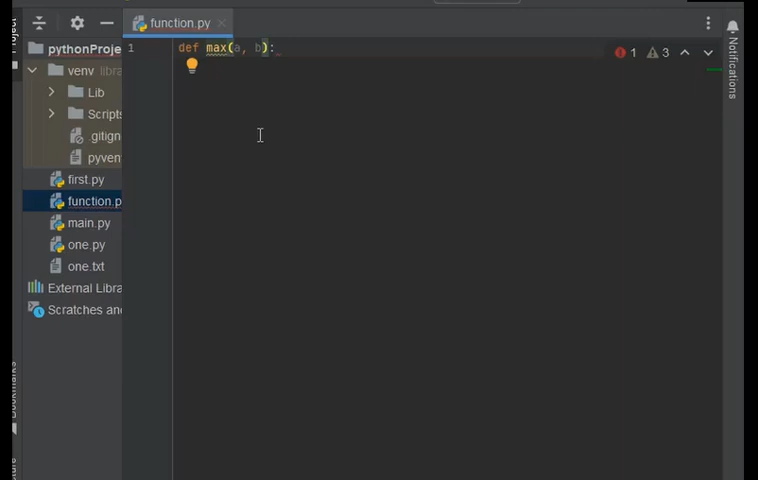 function.py
pythonProje
1 def max(a, b):
1 3
venv libra
Lib
Scripts
.gitign
pyven
first.py
function.p
main.py
one.py
one.txt
External Libra
Scratches and
Notifications